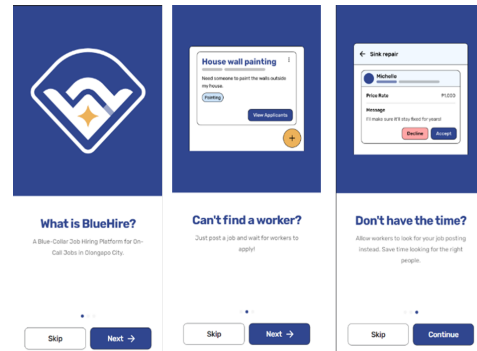 What is BlueHire?
A Blue-Collar Job Hiring Platform for On-
Call Jobs in Olongapo City.
Skip
Next →
House wall painting
Need someone to paint the walls outside
my house.
Painting
View Applicants
+
Can't find a worker?
Just post a job and wait for workers to
apply!
Skip
Next →
← Sink repair
Michelle
Price Rate
₱1,000
Message
I'll make sure it'll stay fixed for years!
Decline
Accept
Don't have the time?
Allow workers to look for your job posting
instead. Save time looking for the right
people.
Skip
Continue